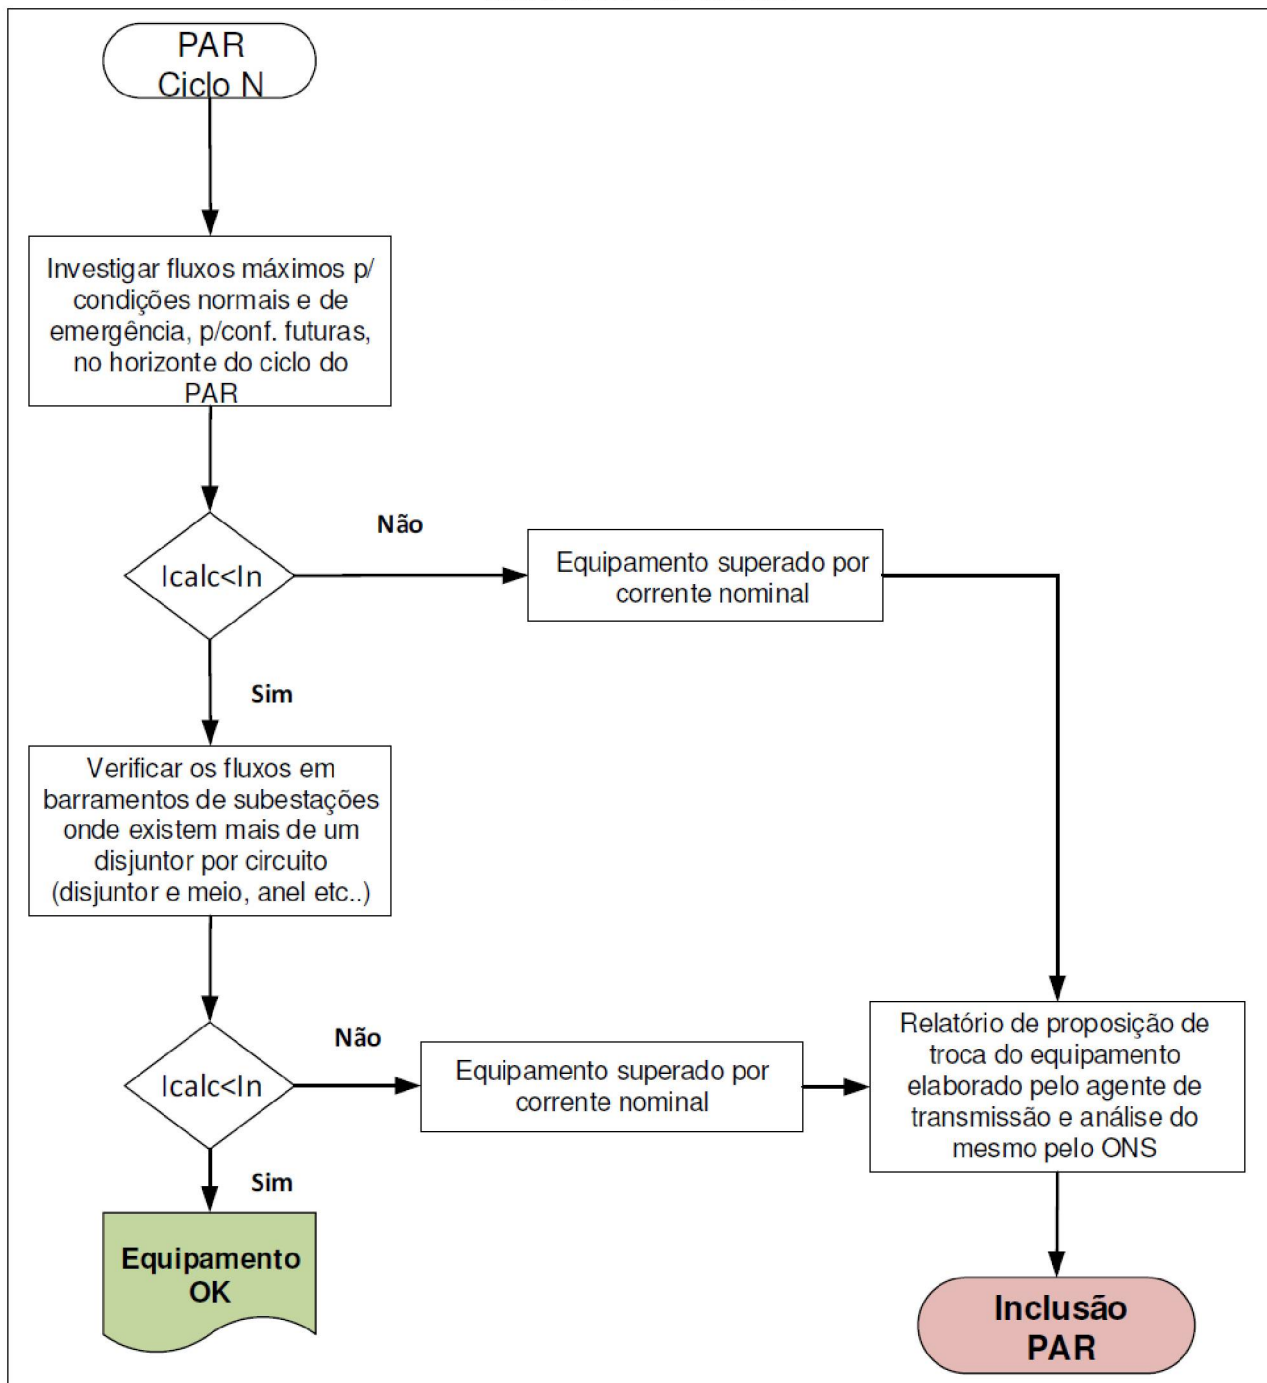 PAR
Ciclo N
Investigar fluxos máximos p/
condições normais e de
emergência, p/conf. futuras,
no horizonte do ciclo do
PAR
Icalc<In
Não
Equipamento superado por
corrente nominal
Sim
Verificar os fluxos em
barramentos de subestações
onde existem mais de um
disjuntor por circuito
(disjuntor e meio, anel etc..)
Icalc<In
Não
Equipamento superado por
corrente nominal
Relatório de proposição de
troca do equipamento
elaborado pelo agente de
transmissão e análise do
mesmo pelo ONS
Sim
Equipamento
OK
Inclusão
PAR